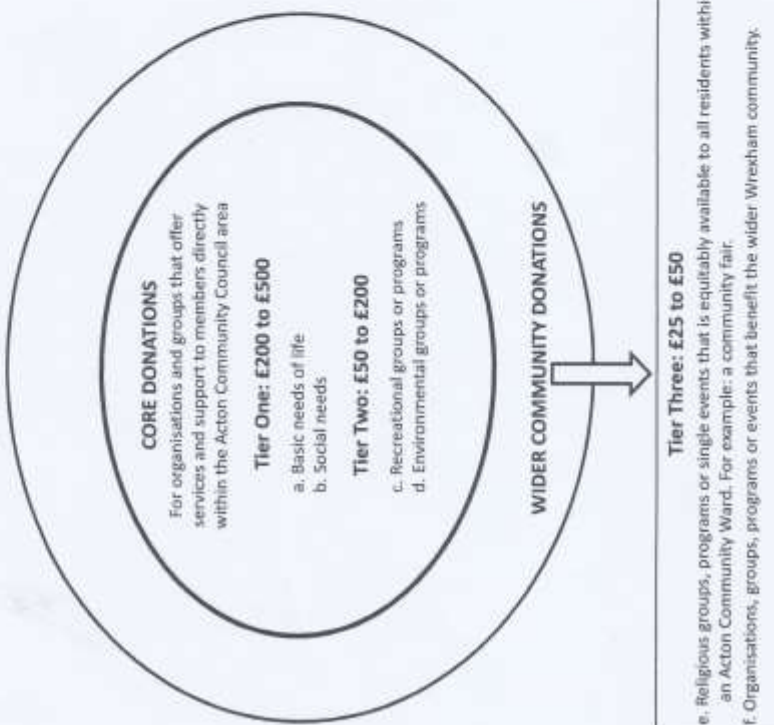 CORE DONATIONS
For organisations and groups that offer
services and support to members directly
within the Acton Community Council area
Tier One: £200 to £500
a. Basic needs of life
b. Social needs
Tier Two: £50 to £200
c. Recreational groups or programs
d. Environmental groups or programs
WIDER COMMUNITY DONATIONS
Tier Three: £25 to £50
e. Religious groups, programs or single events that is equitably available to all residents withi
an Acton Community Ward. For example: a community fair.
f. Organisations, groups, programs or events that benefit the wider Wrexham community.